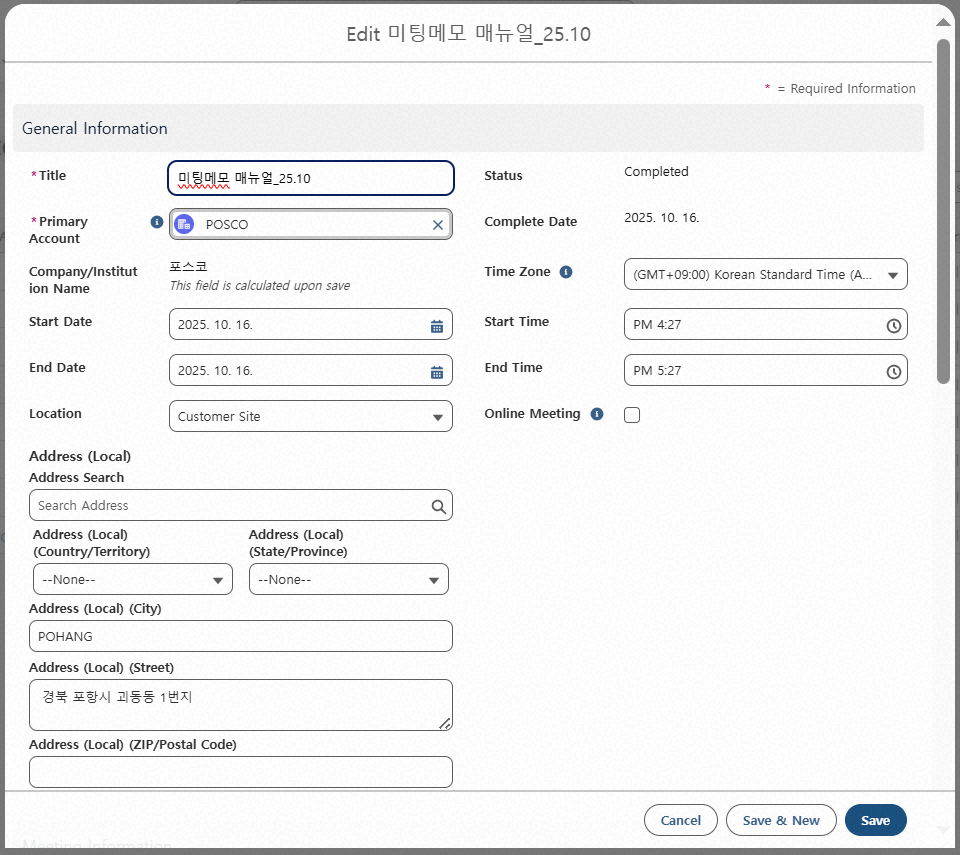 Edit 미팅메모 매뉴얼_25.10
* = Required Information
General Information
*Title
미팅메모 매뉴얼_25.10
Status
Completed
*Primary
Account
POSCO
Complete Date
2025. 10. 16.
Company/Institut
ion Name
포스코
This field is calculated upon save
Time Zone
(GMT+09:00) Korean Standard Time (A...
Start Date
2025. 10. 16.
Start Time
PM 4:27
End Date
2025. 10. 16.
End Time
PM 5:27
Location
Customer Site
Online Meeting
Address (Local)
Address Search
Search Address
Address (Local)
(Country/Territory)
Address (Local)
(State/Province)
--None--
--None--
Address (Local) (City)
POHANG
Address (Local) (Street)
경북 포항시 괴동동 1번지
Address (Local) (ZIP/Postal Code)
Cancel
Save & New
Save
Meeting Information